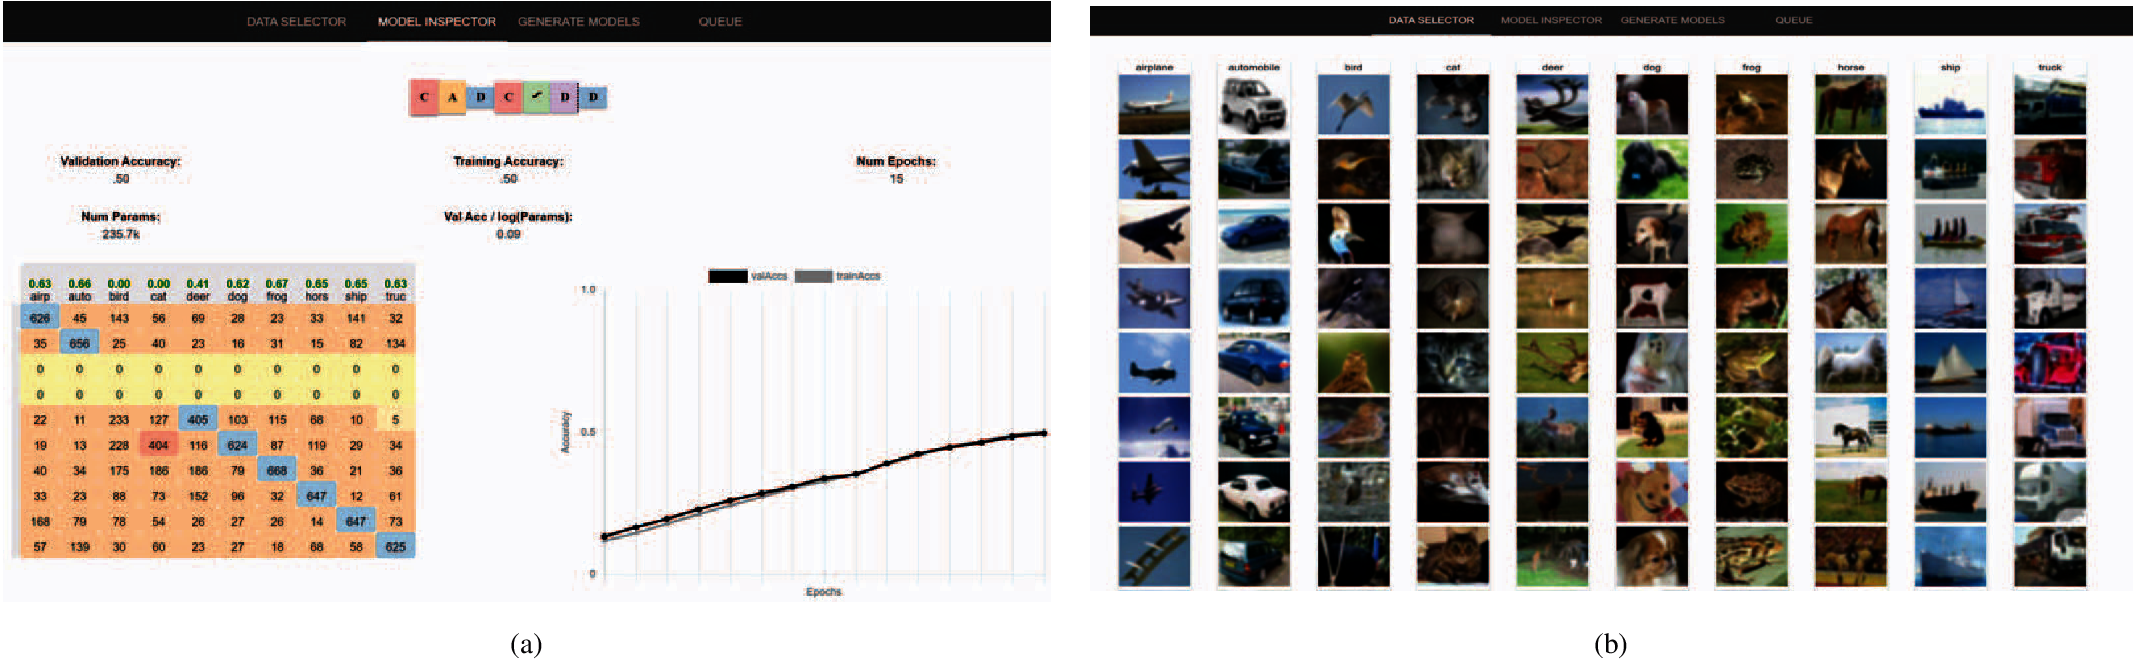 DATA SELECTOR MODEL INSPECTOR GENERATE MODELS QUEUE
C A D C D D
Validation Accuracy: Training Accuracy: Num Epochs:
.50 .50 15
Num Params: Val Acc / log(Params):
235.7k 0.09
0.63 0.66 0.00 0.00 0.41 0.62 0.67 0.65 0.65 0.63
airp auto bird cat deer dog frog hors ship truc
626 45 143 56 69 28 23 33 141 32
35 656 25 40 23 16 31 15 82 134
0 0 0 0 0 0 0 0 0 0
0 0 0 0 0 0 0 0 0 0
22 11 233 127 405 103 115 68 10 5
19 13 228 404 116 624 87 119 29 34
40 34 175 186 186 79 668 36 21 36
33 23 88 73 152 96 32 647 12 61
168 79 78 54 26 27 26 14 647 73
57 139 30 60 23 27 18 68 58 625
valAccs trainAccs
1.0
0.5
0
Accuracy
Epochs
(a)
DATA SELECTOR MODEL INSPECTOR GENERATE MODELS QUEUE
airplane automobile bird cat deer dog frog horse ship truck
(b)